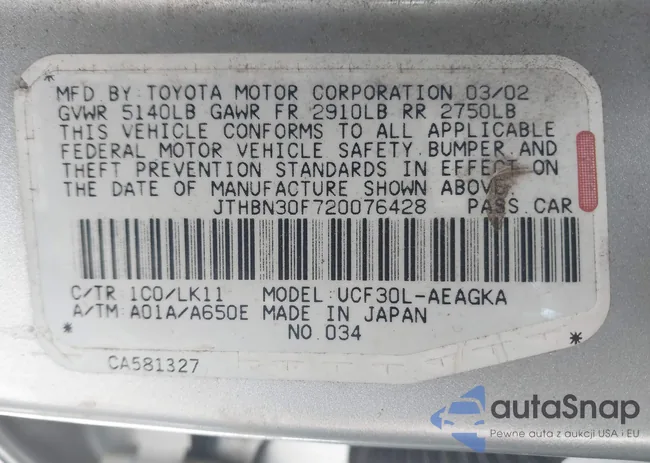 MFD. BY: TOYOTA MOTOR CORPORATION 03/02
GVWR 5140LB GAWR FR 2910LB RR 2750LB
THIS VEHICLE CONFORMS TO ALL APPLICABLE
FEDERAL MOTOR VEHICLE SAFETY, BUMPER, AND
THEFT PREVENTION STANDARDS IN EFFECT ON
THE DATE OF MANUFACTURE SHOWN ABOVE.
JTHBN30F720076428 PASS. CAR
C/TR 1C0/LK11 MODEL: UCF30L-AEAGKA
A/TM: A01A/A650E MADE IN JAPAN
NO. 034
CA581327
autaSnap
Pewne auta z aukcji USA i EU